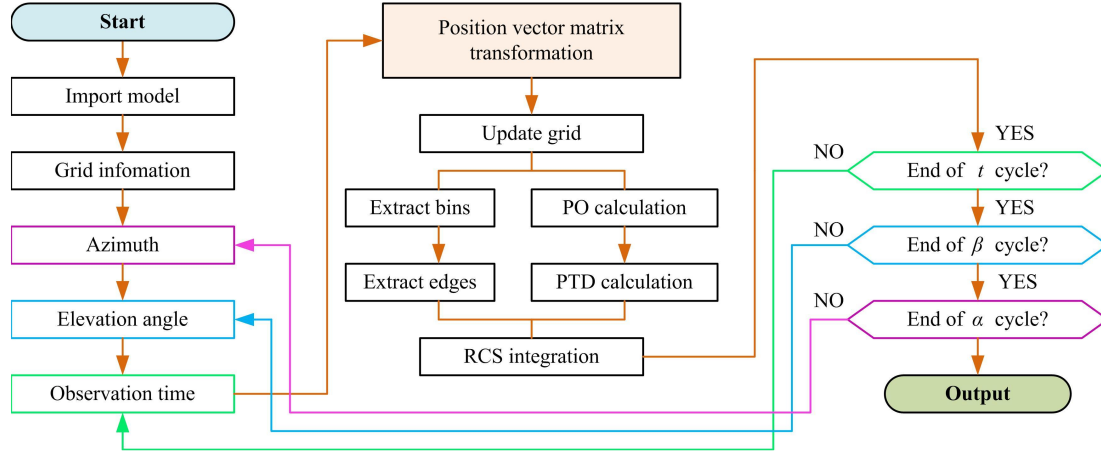 Start
Import model
Grid infomation
Azimuth
Elevation angle
Observation time
Position vector matrix
transformation
Update grid
Extract bins
PO calculation
Extract edges
PTD calculation
RCS integration
YES
NO
End of t cycle?
YES
NO
End of β cycle?
YES
NO
End of α cycle?
Output